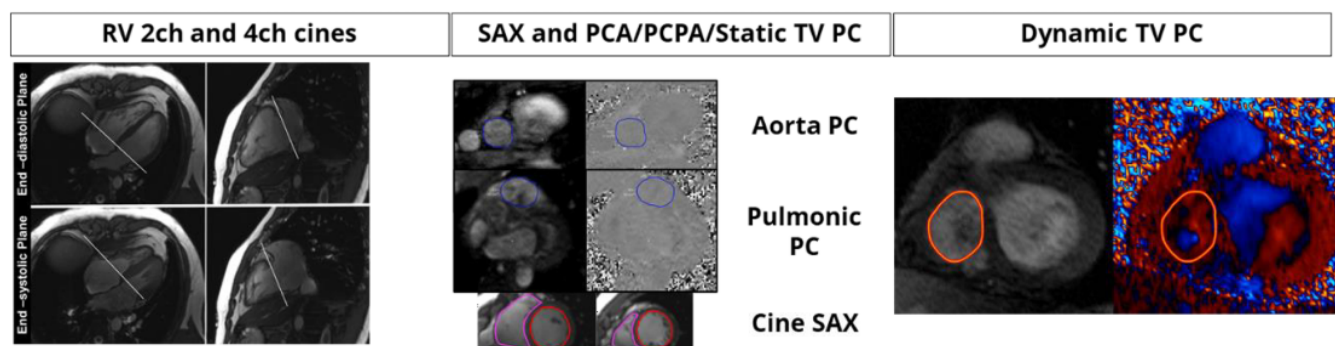 RV 2ch and 4ch cines
SAX and PCA/PCPA/Static TV PC
Dynamic TV PC
End –diastolic Plane
End –systolic Plane
Aorta PC
Pulmonic
PC
Cine SAX